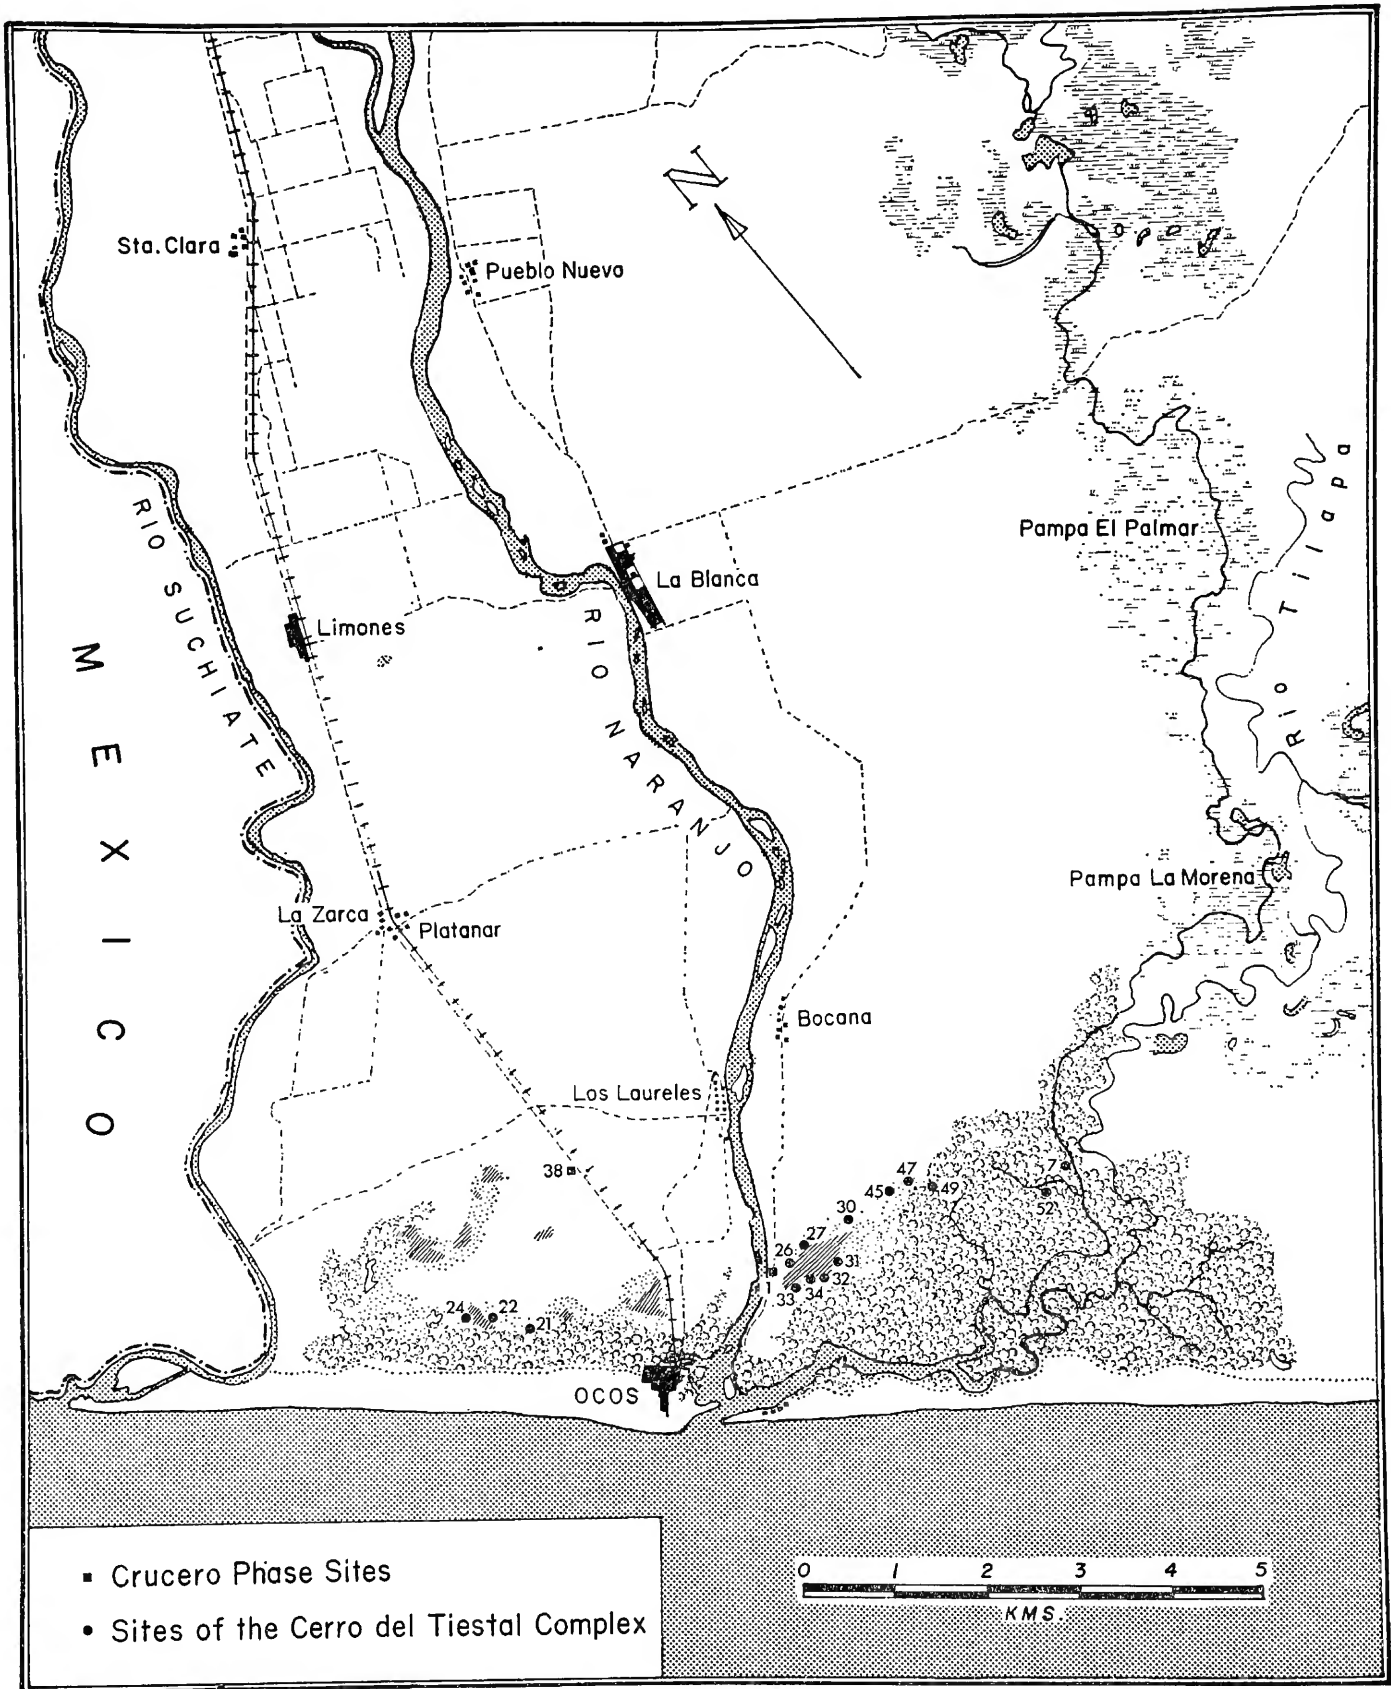 N
Sta. Clara
Pueblo Nuevo
RIO SUCHIATE
Pampa El Palmar
Río Tilapa
La Blanca
Limones
RIO NARANJO
MEXICO
Pampa La Morena
La Zarca
Platanar
Bocana
Los Laureles
38
47
7
45
49
52
30
27
26
31
1
32
34
33
24
22
21
OCOS
0 1 2 3 4 5
KMS.
Crucero Phase Sites
Sites of the Cerro del Tiestal Complex